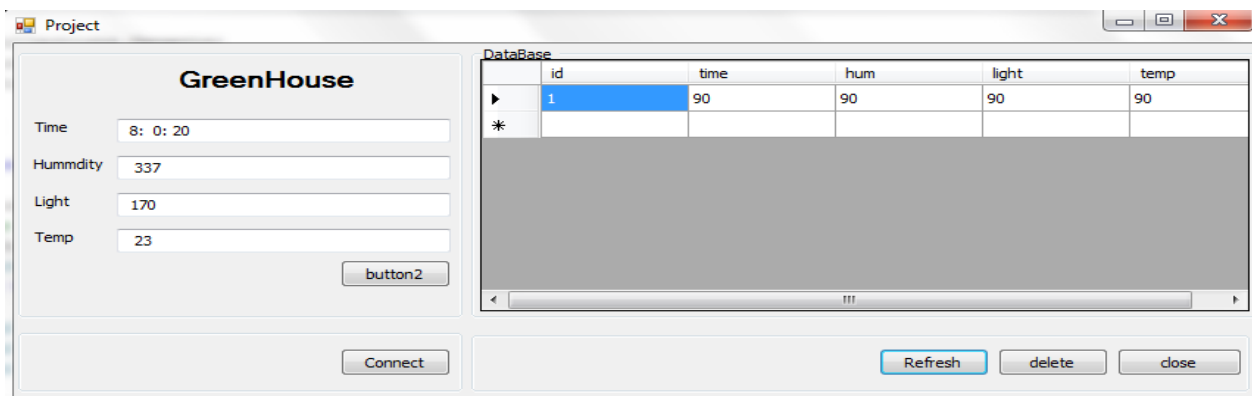 Project
GreenHouse
Time 8: 0: 20
Hummdity 337
Light 170
Temp 23
button2
Connect
DataBase
id time hum light temp
1 90 90 90 90
Refresh delete close